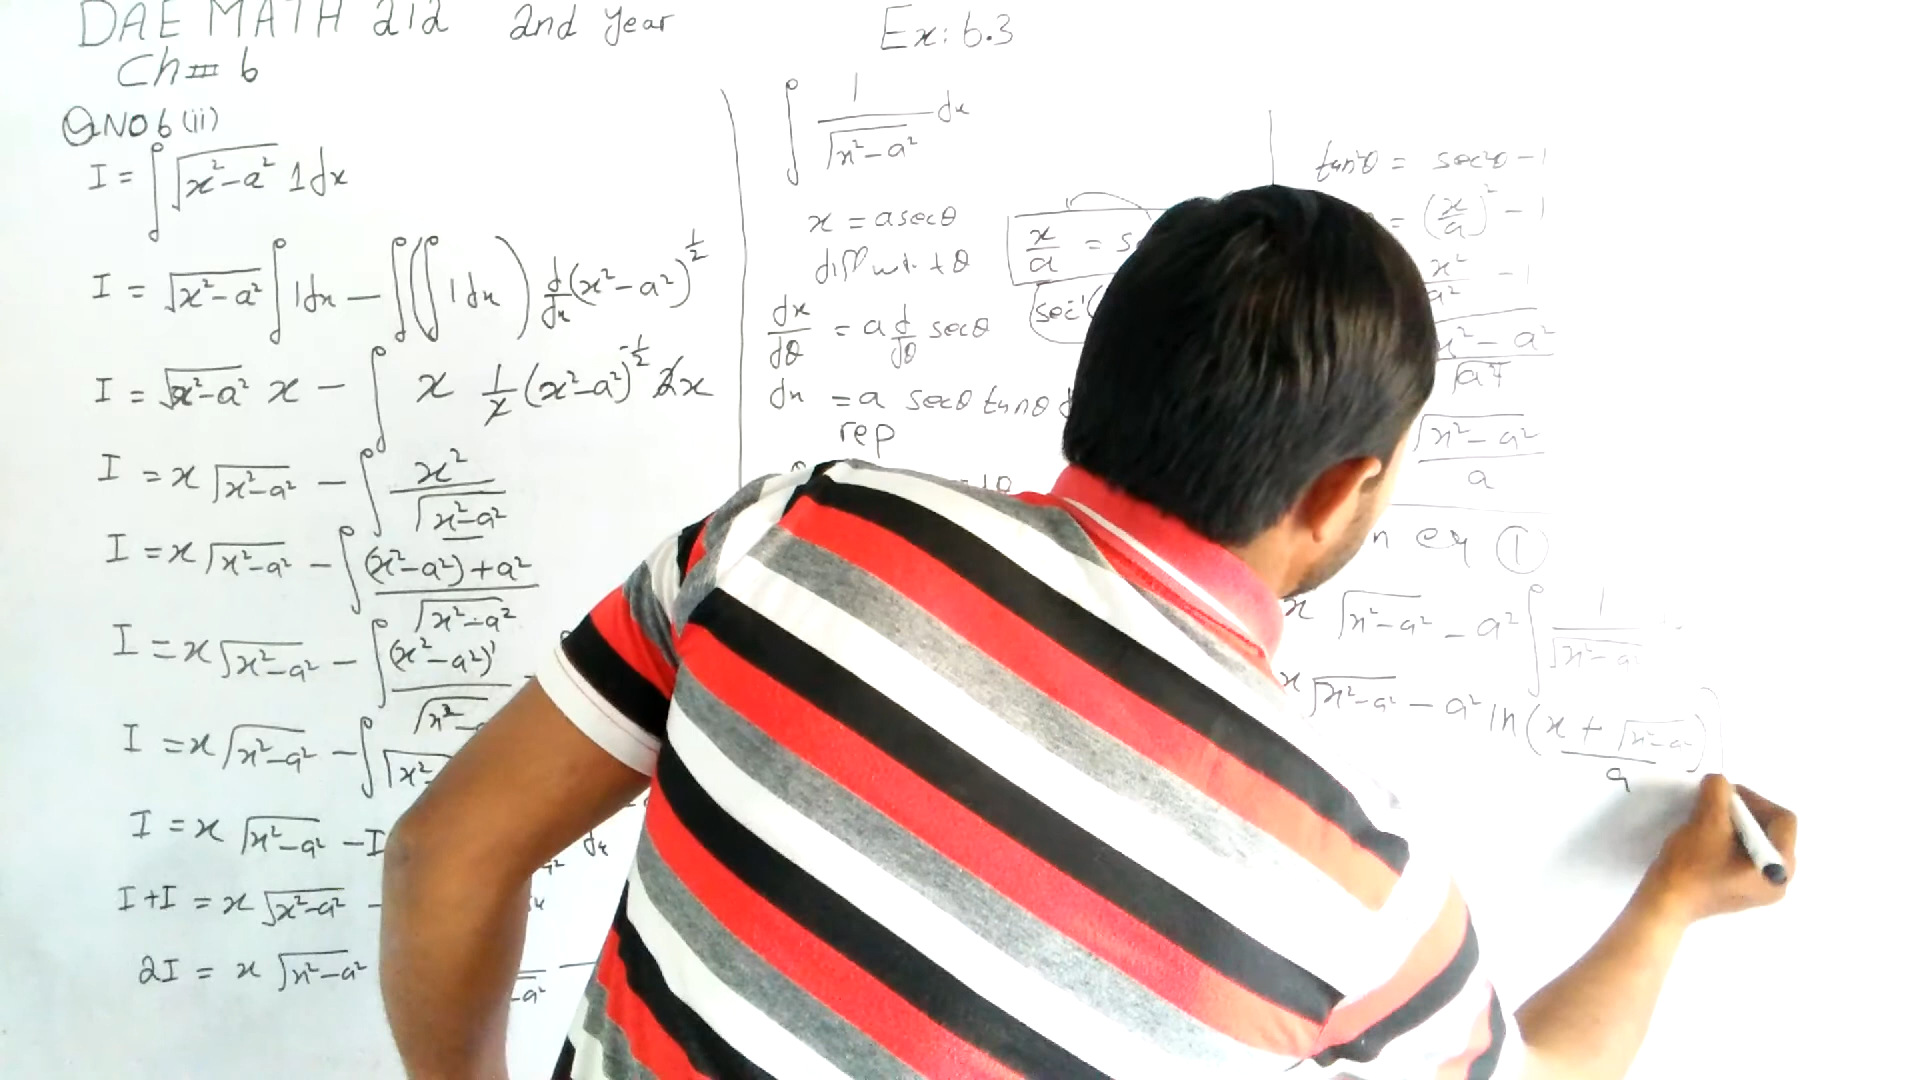 DAE MATH 212 2nd Year Ex: 6.3
Ch = 6
QNO 6 (ii)
I = ∫ √(x²-a²) 1dx
I = √(x²-a²) ∫ 1dx - ∫ (∫ 1dx) d/dx (x²-a²)^(1/2)
I = √(x²-a²) x - ∫ x 1/2 (x²-a²)^(-1/2) 2x
I = x √(x²-a²) - ∫ x²/√(x²-a²)
I = x √(x²-a²) - ∫ (x²-a²)+a²/√(x²-a²)
I = x √(x²-a²) - ∫ (x²-a²)'/√(x²-a
I = x √(x²-a²) - ∫ √(x²-
I = x √(x²-a²) - I
I + I = x √(x²-a²) -
2I = x √(x²-a²)
∫ 1/√(x²-a²) dx
x = a secθ
diff w.r.t θ
dx/dθ = a d/dθ secθ
dx = a secθ tanθ d
rep
x/a = s
sec⁻¹(
tan²θ = sec²θ - 1
= (x/a)² - 1
x²/a² - 1
x² - a²/√a²
√(x²-a²)/a
n eq ①
x √(x²-a²) - a² ∫ 1/√(x²-a²
x √(x²-a²) - a² ln (x + √(x²-a²)/a)